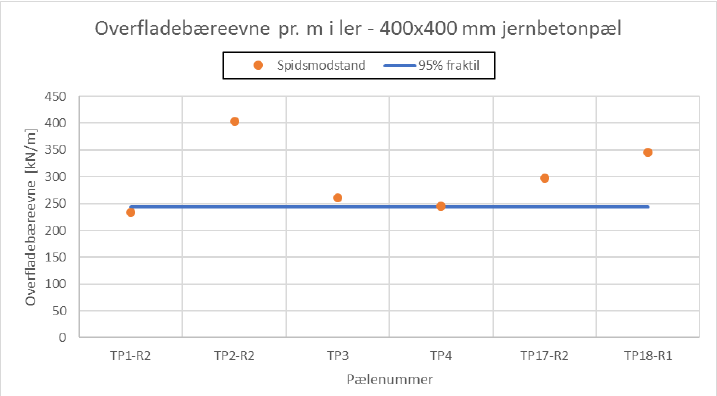 Overfladebæreevne pr. m i ler - 400x400 mm jernbetonpæl
Spidsmodstand 95% fraktil
Overfladebæreevne [kN/m]
450
400
350
300
250
200
150
100
50
0
TP1-R2 TP2-R2 TP3 TP4 TP17-R2 TP18-R1
Pælenummer